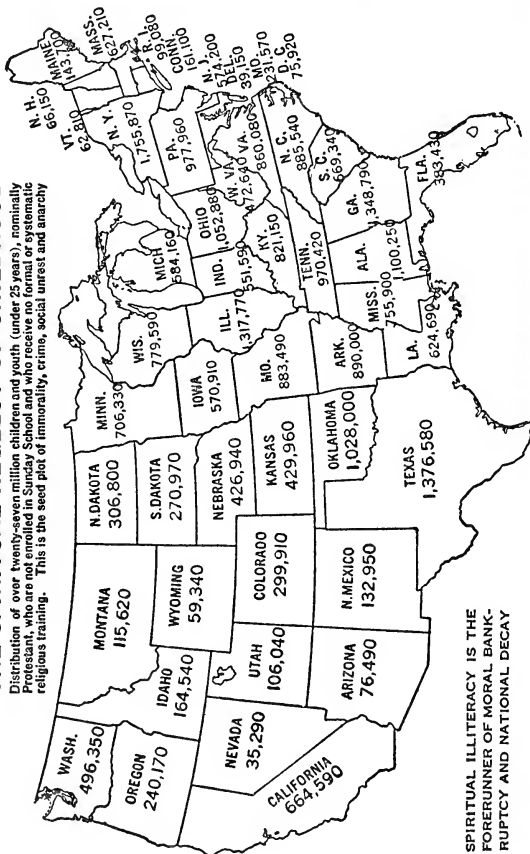 Distribution of over twenty-seven million children and youth (under 25 years), nominally
Protestant, who are not enrolled in Sunday School and who receive no formal or systematic
religious training. This is the seed plot of immorality, crime, social unrest and anarchy
WASH.
496,350
OREGON
240,170
CALIFORNIA
664,590
NEVADA
35,290
IDAHO
164,540
MONTANA
115,620
WYOMING
59,340
UTAH
106,040
COLORADO
299,910
ARIZONA
76,490
N.MEXICO
132,950
N.DAKOTA
306,800
S.DAKOTA
270,970
NEBRASKA
426,940
KANSAS
429,960
OKLAHOMA
1,028,000
TEXAS
1,376,580
MINN.
706,330
IOWA
570,910
MO.
883,490
ARK.
890,000
LA.
624,690
WIS.
779,590
ILL.
1,317,770
MICH
584,160
IND.
551,590
OHIO
1,052,880
KY.
821,150
TENN.
970,420
MISS.
755,900
ALA.
1,100,250
GA.
1,348,790
FLA.
383,430
S.C.
669,340
N.C.
885,540
VA.
860,080
W.VA.
472,640
PA.
977,960
N.Y.
1,755,870
VT.
62,810
N.H.
66,150
MAINE
143,700
MASS.
627,210
R.I.
99,080
CONN.
161,100
N.J.
574,200
DEL.
39,150
MD.
231,570
D.C.
75,920
SPIRITUAL ILLITERACY IS THE
FORERUNNER OF MORAL BANK-
RUPTCY AND NATIONAL DECAY